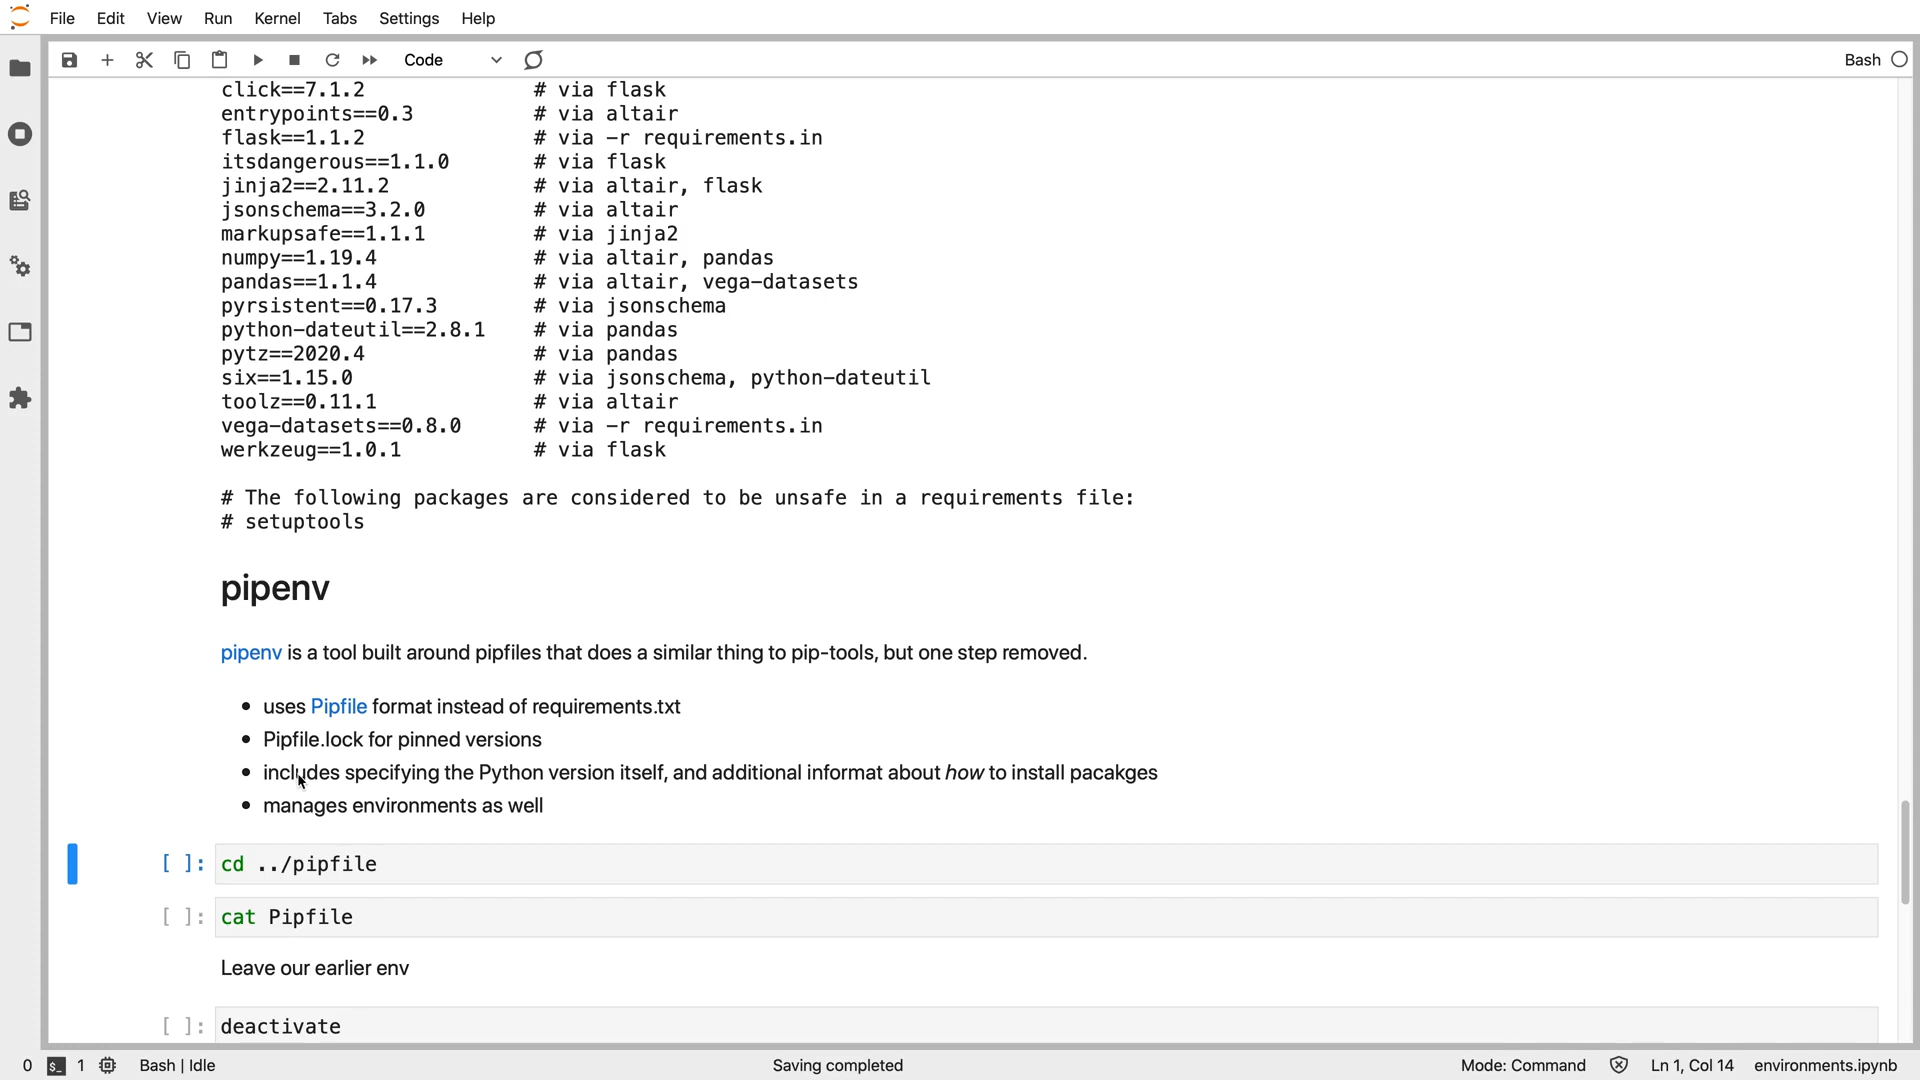 File Edit View Run Kernel Tabs Settings Help
Code Bash
click==7.1.2 # via flask
entrypoints==0.3 # via altair
flask==1.1.2 # via -r requirements.in
itsdangerous==1.1.0 # via flask
jinja2==2.11.2 # via altair, flask
jsonschema==3.2.0 # via altair
markupsafe==1.1.1 # via jinja2
numpy==1.19.4 # via altair, pandas
pandas==1.1.4 # via altair, vega-datasets
pyrsistent==0.17.3 # via jsonschema
python-dateutil==2.8.1 # via pandas
pytz==2020.4 # via pandas
six==1.15.0 # via jsonschema, python-dateutil
toolz==0.11.1 # via altair
vega-datasets==0.8.0 # via -r requirements.in
werkzeug==1.0.1 # via flask
# The following packages are considered to be unsafe in a requirements file:
# setuptools
pipenv
pipenv is a tool built around pipfiles that does a similar thing to pip-tools, but one step removed.
• uses Pipfile format instead of requirements.txt
• Pipfile.lock for pinned versions
• includes specifying the Python version itself, and additional informat about how to install pacakges
• manages environments as well
[ ]: cd ../pipfile
[ ]: cat Pipfile
Leave our earlier env
[ ]: deactivate
0 $_ 1 Bash | Idle Saving completed Mode: Command Ln 1, Col 14 environments.ipynb